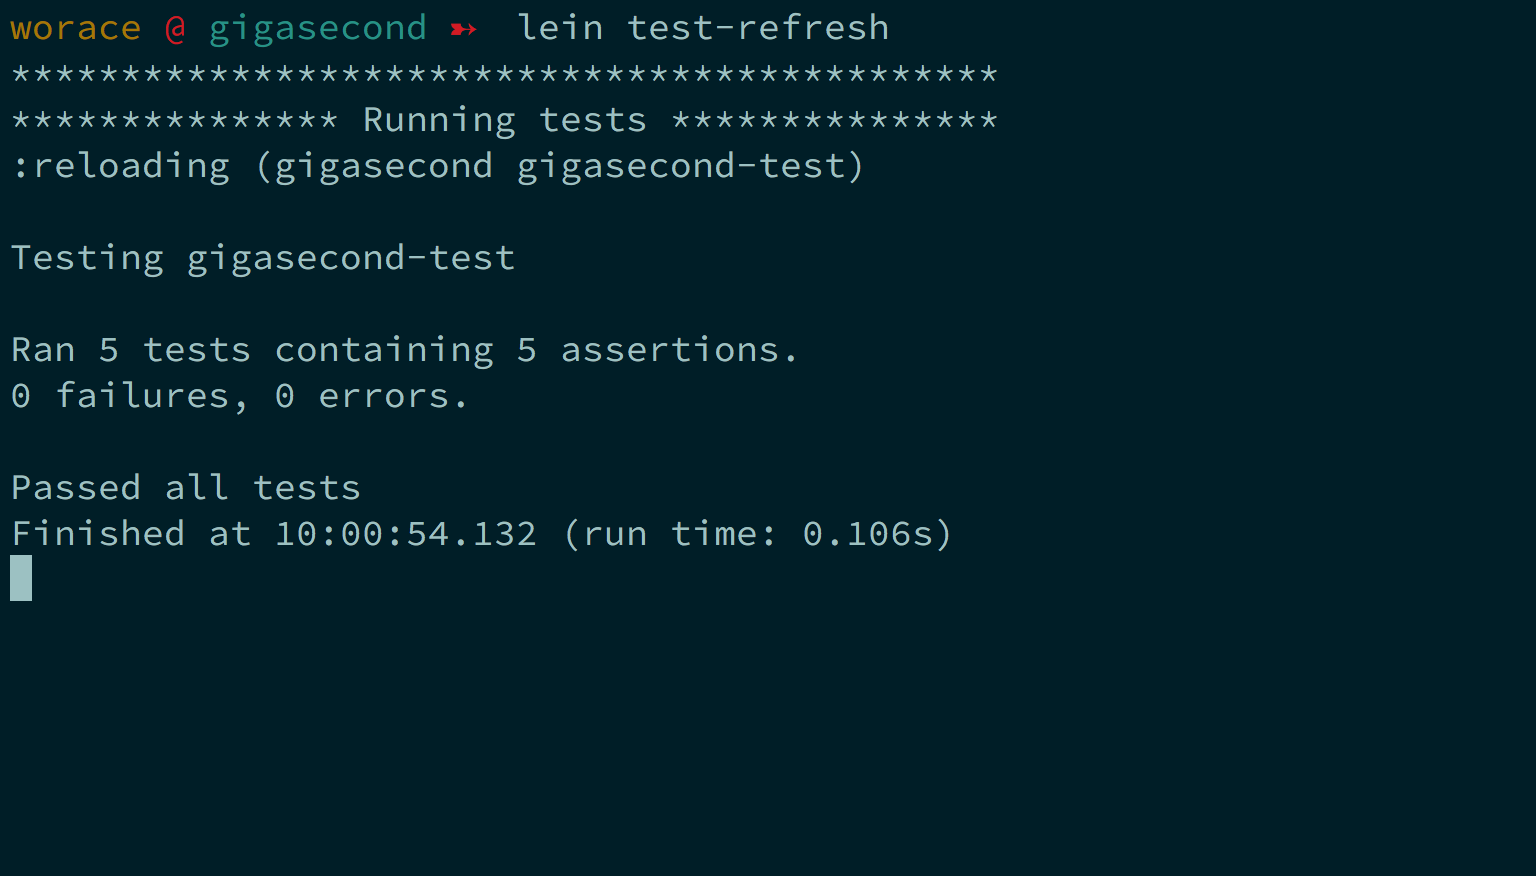 worace @ gigasecond ➳ lein test-refresh
*********************************************
*************** Running tests ***************
:reloading (gigasecond gigasecond-test)
Testing gigasecond-test
Ran 5 tests containing 5 assertions.
0 failures, 0 errors.
Passed all tests
Finished at 10:00:54.132 (run time: 0.106s)